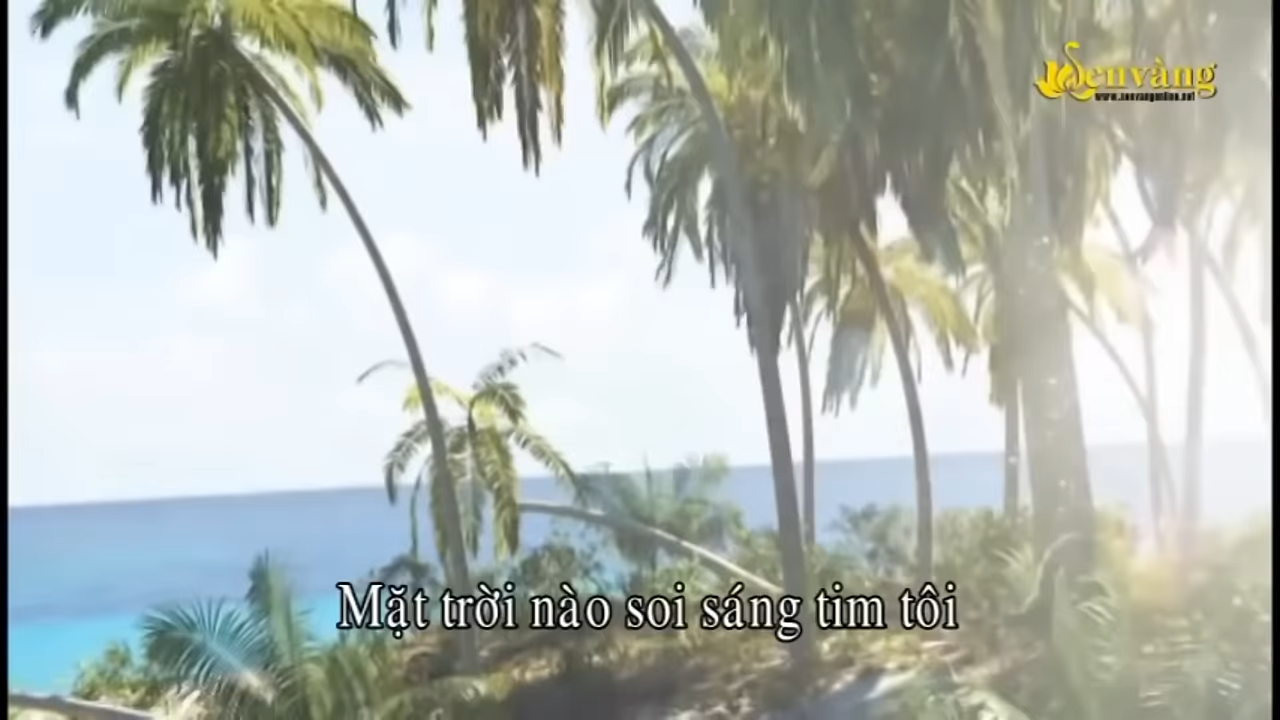 Senvàng
Mặt trời nào soi sáng tim tôi